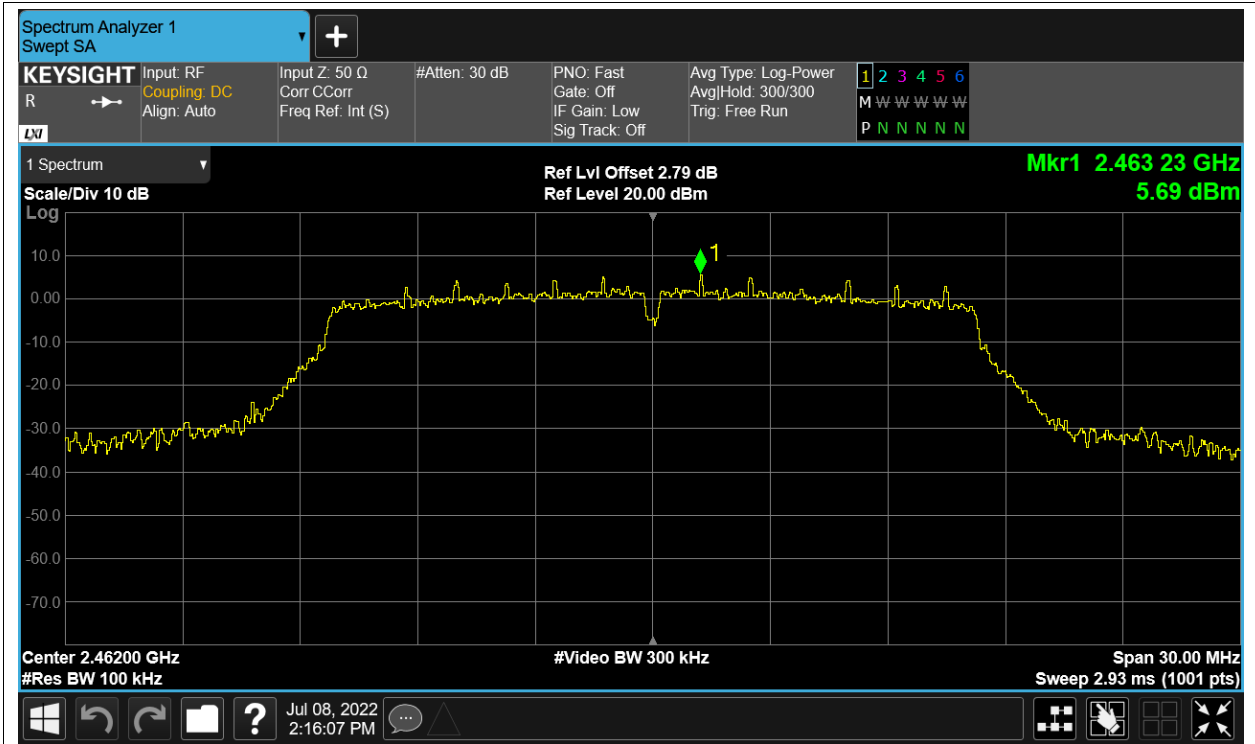 Spectrum Analyzer 1
Swept SA
KEYSIGHT
R
LXI
Input: RF
Coupling: DC
Align: Auto
Input Z: 50 Ω
Corr CCorr
Freq Ref: Int (S)
#Atten: 30 dB
PNO: Fast
Gate: Off
IF Gain: Low
Sig Track: Off
Avg Type: Log-Power
Avg|Hold: 300/300
Trig: Free Run
1 2 3 4 5 6
M W W W W W
P N N N N N
1 Spectrum
Scale/Div 10 dB
Log
Ref Lvl Offset 2.79 dB
Ref Level 20.00 dBm
Mkr1 2.463 23 GHz
5.69 dBm
1
10.0
0.00
-10.0
-20.0
-30.0
-40.0
-50.0
-60.0
-70.0
Center 2.46200 GHz
#Video BW 300 kHz
Span 30.00 MHz
#Res BW 100 kHz
Sweep 2.93 ms (1001 pts)
?
Jul 08, 2022
2:16:07 PM